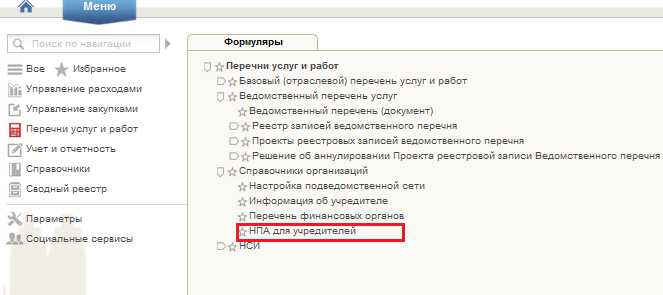 Меню
Поиск по навигации
Все Избранное
Управление расходами
Управление закупками
Перечни услуг и работ
Учет и отчетность
Справочники
Сводный реестр
Параметры
Социальные сервисы
Формуляры
Перечни услуг и работ
Базовый (отраслевой) перечень услуг и работ
Ведомственный перечень услуг
Ведомственный перечень (документ)
Реестр записей ведомственного перечня
Проекты реестровых записей ведомственного перечня
Решение об аннулировании Проекта реестровой записи Ведомственного перечня
Справочники организаций
Настройка подведомственной сети
Информация об учредителе
Перечень финансовых органов
НПА для учредителей
НСИ